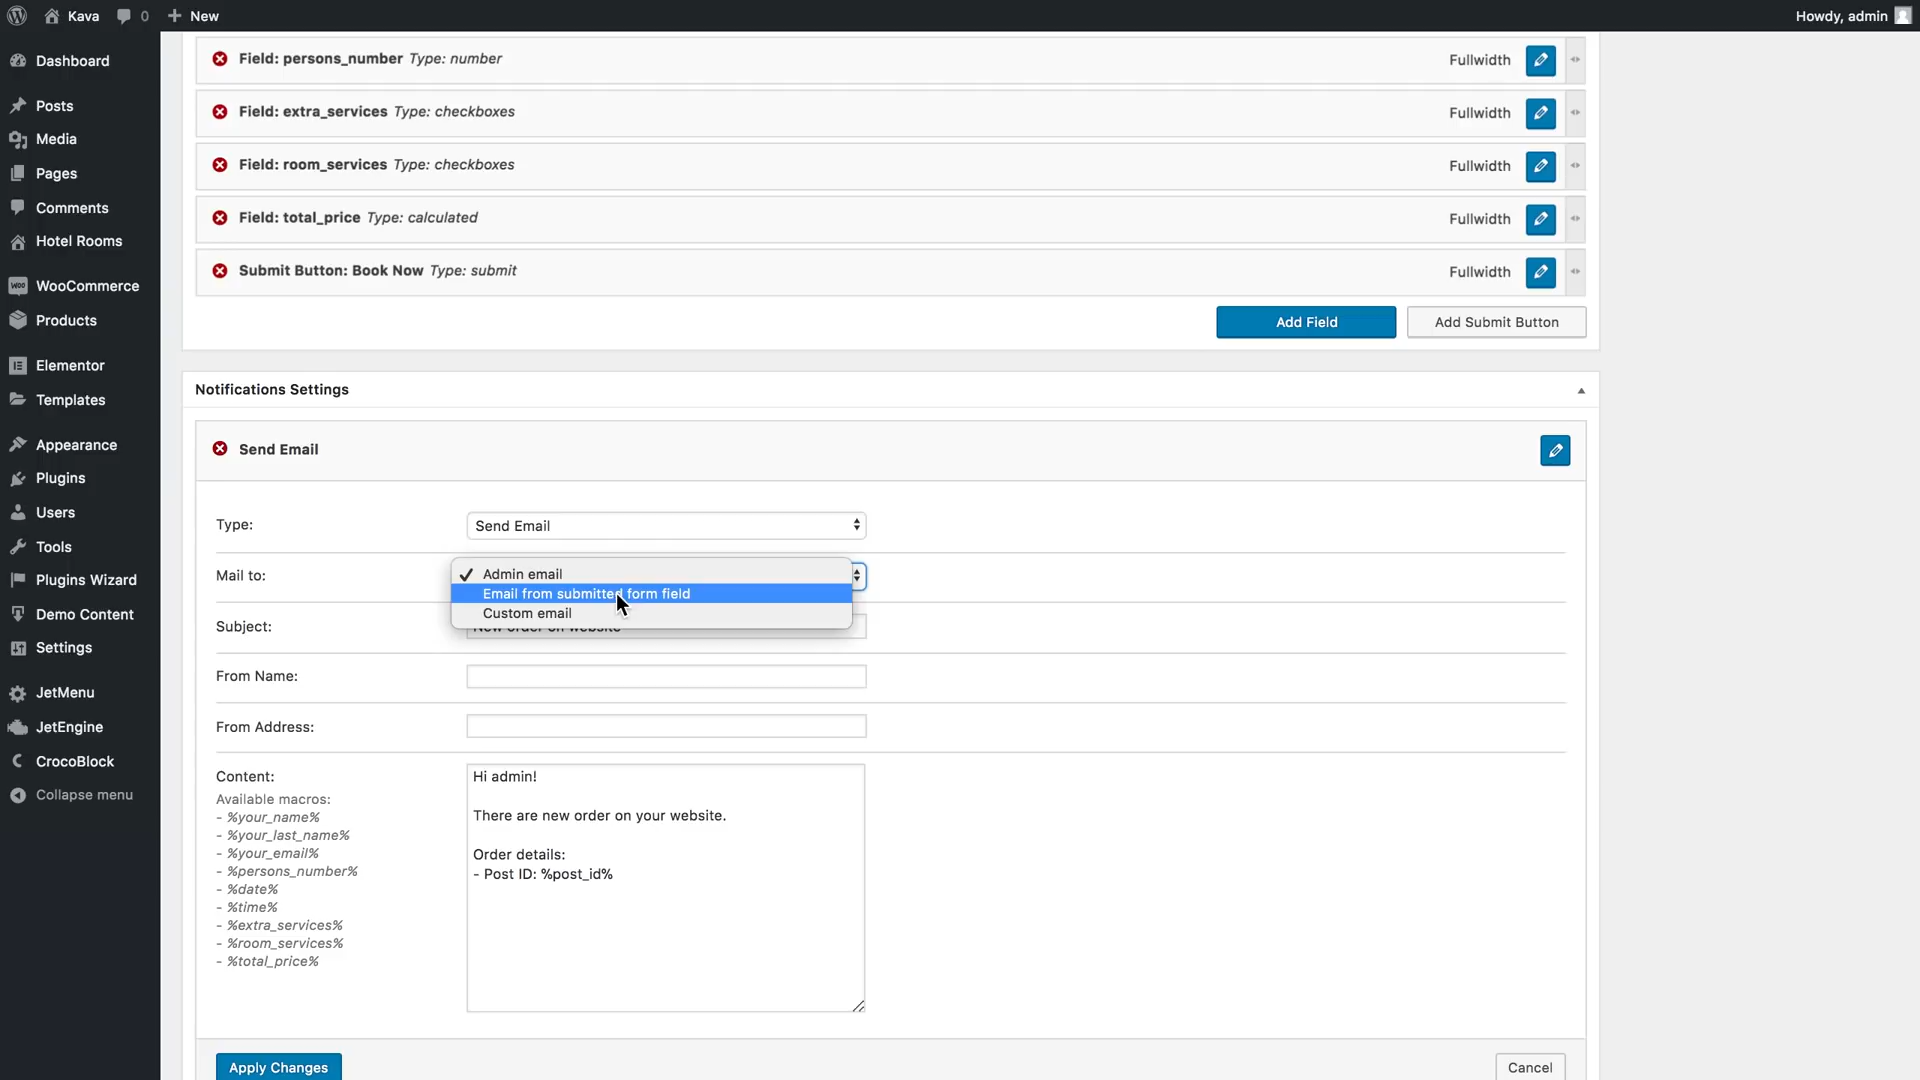 Kava 0 New Howdy, admin
Dashboard
Posts
Media
Pages
Comments
Hotel Rooms
WooCommerce
Products
Elementor
Templates
Appearance
Plugins
Users
Tools
Plugins Wizard
Demo Content
Settings
JetMenu
JetEngine
CrocoBlock
Collapse menu
Field: persons_number Type: number Fullwidth
Field: extra_services Type: checkboxes Fullwidth
Field: room_services Type: checkboxes Fullwidth
Field: total_price Type: calculated Fullwidth
Submit Button: Book Now Type: submit Fullwidth
Add Field Add Submit Button
Notifications Settings
Send Email
Type: Send Email
Mail to: Admin email
Email from submitted form field
Custom email
Subject: New order on website
From Name:
From Address:
Content:
Available macros:
- %your_name%
- %your_last_name%
- %your_email%
- %persons_number%
- %date%
- %time%
- %extra_services%
- %room_services%
- %total_price%
Hi admin!
There are new order on your website.
Order details:
- Post ID: %post_id%
Apply Changes Cancel